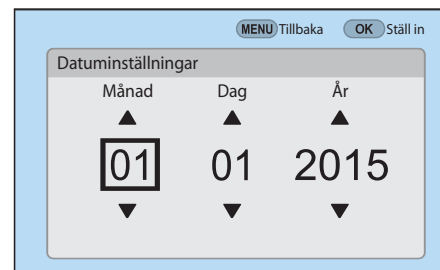 MENU Tillbaka OK Ställ in
Datuminställningar
Månad Dag År
01 01 2015